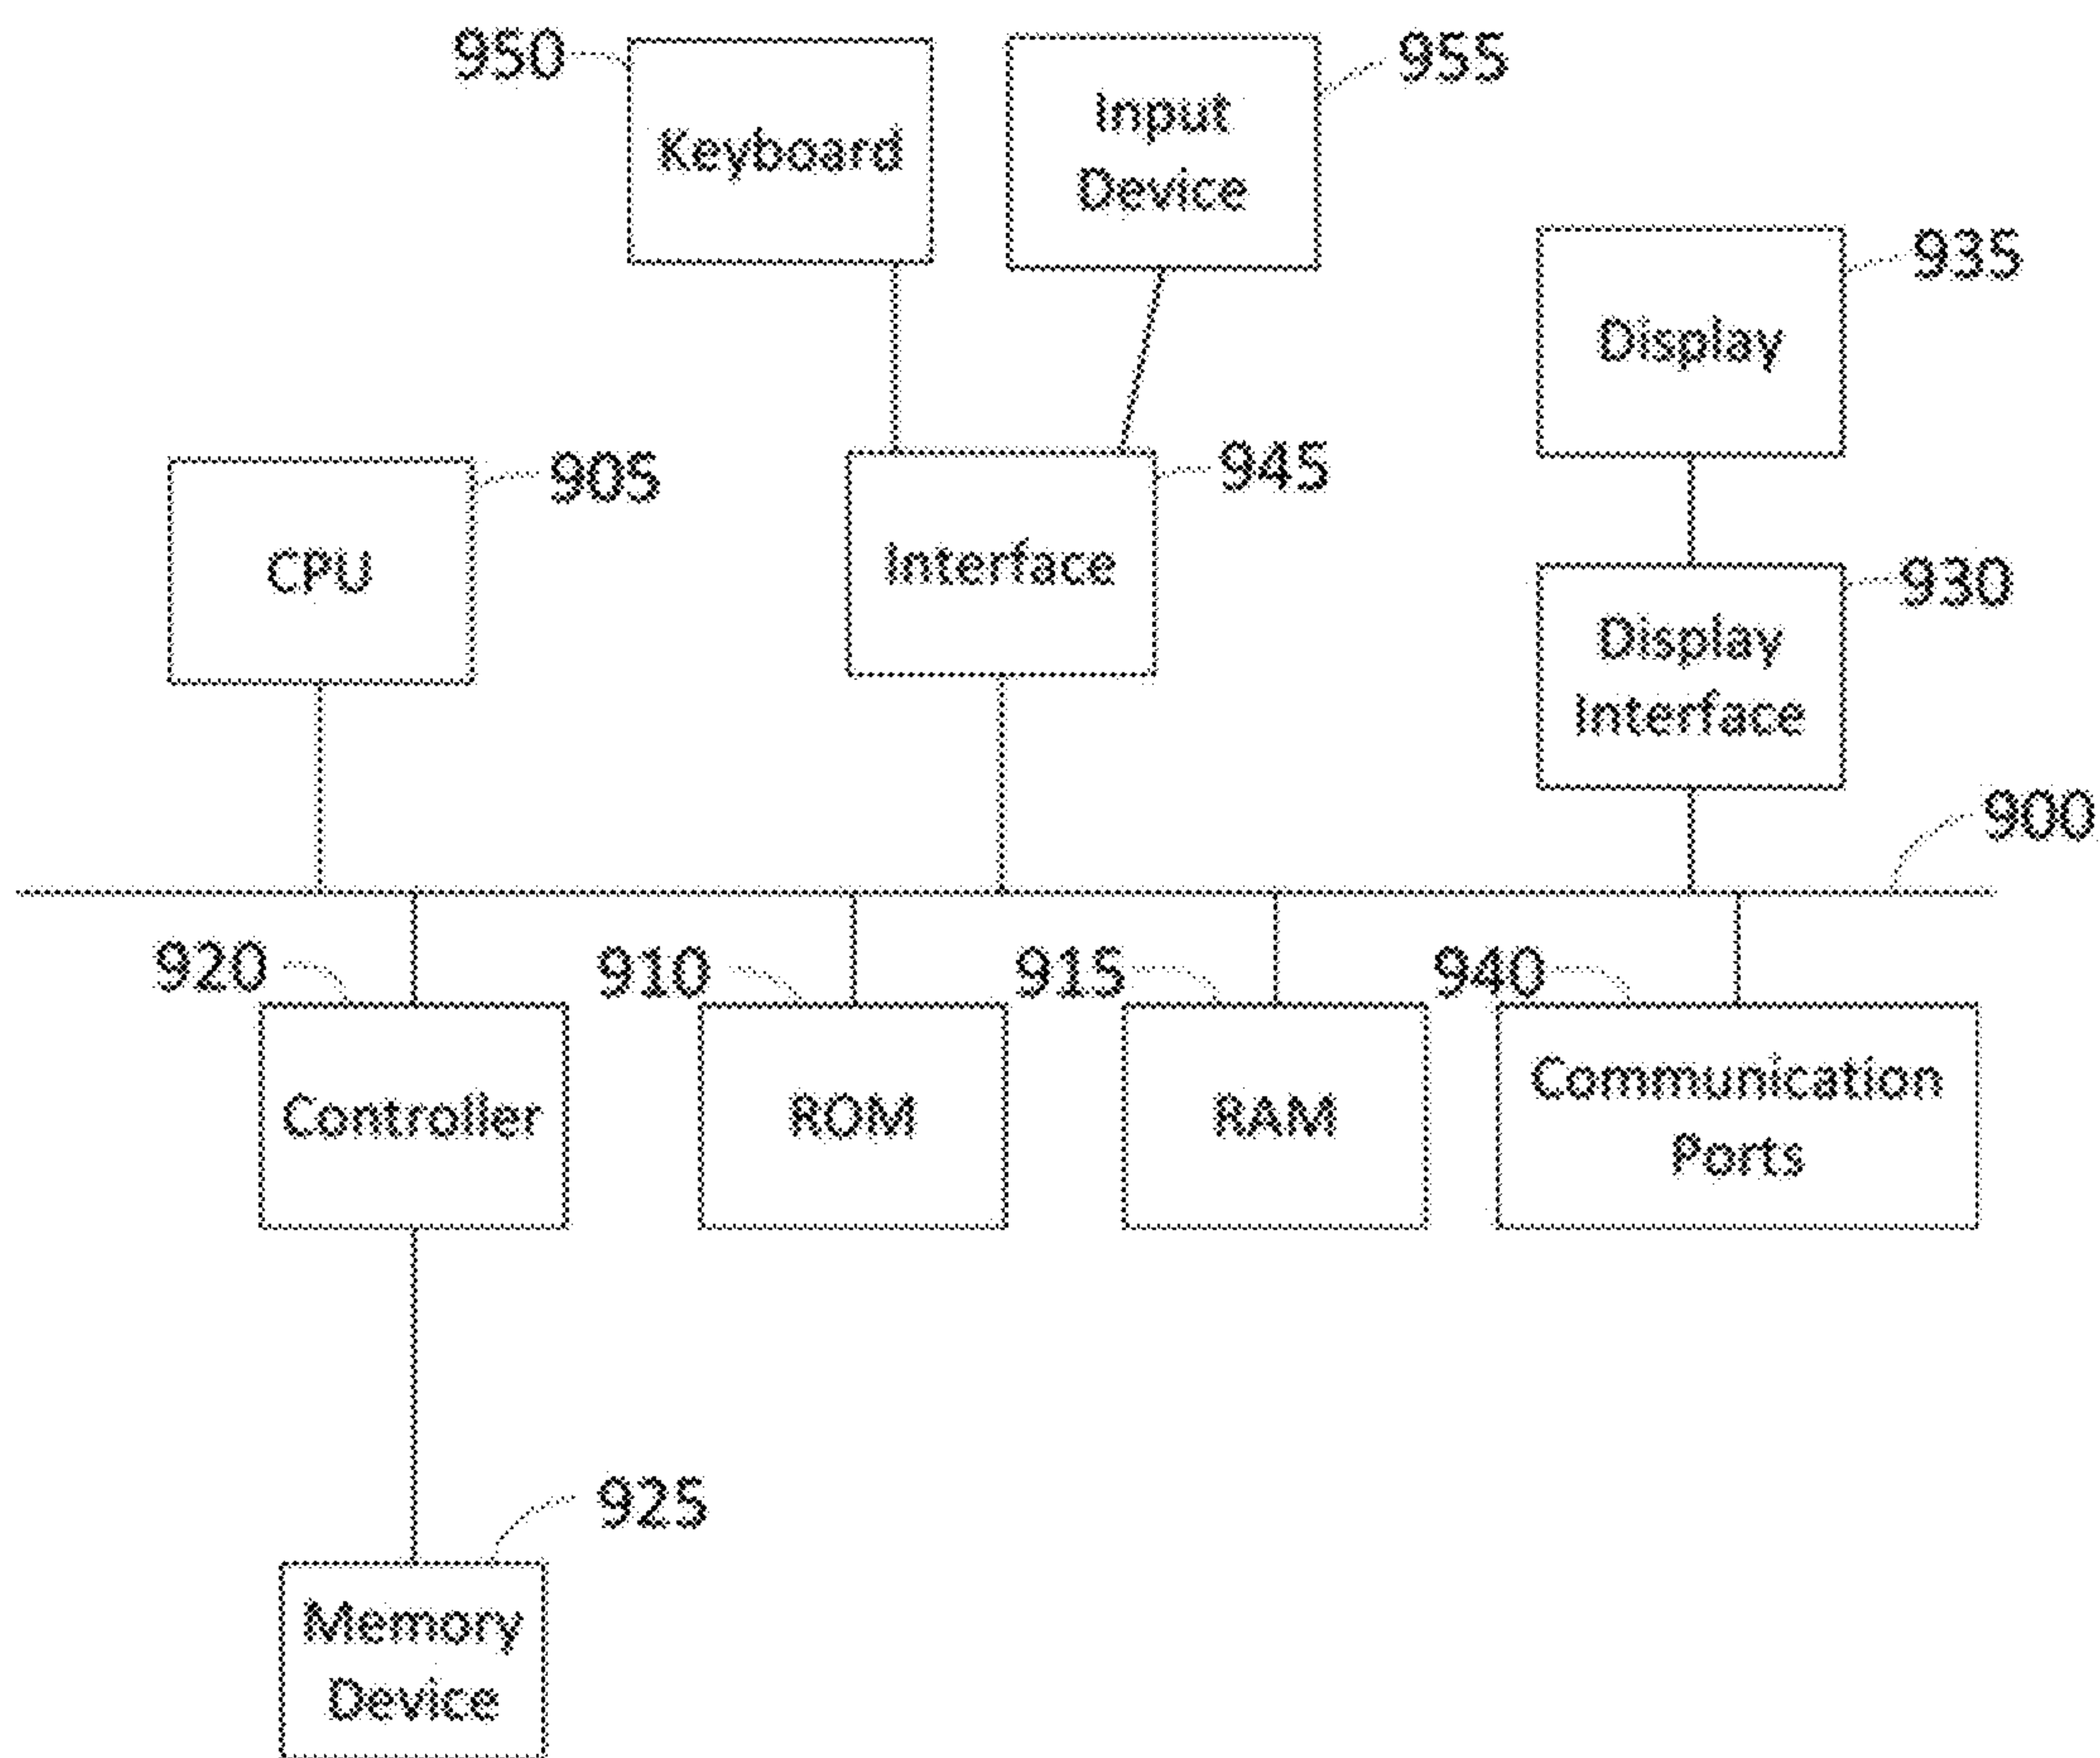 950
Keyboard
Input
Device
955
Display
935
CPU
905
Interface
945
Display
Interface
930
900
920
Controller
910
ROM
915
RAM
940
Communication
Ports
925
Memory
Device